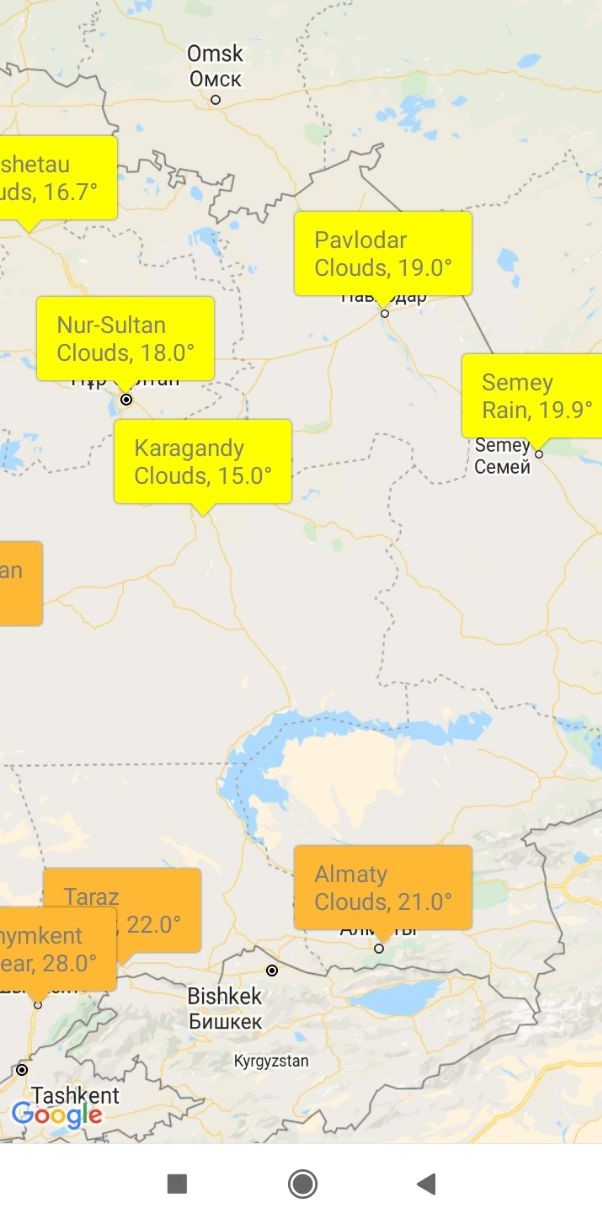 Omsk
Омск
shetau
uds, 16.7°
Pavlodar
Clouds, 19.0°
Nur-Sultan
Clouds, 18.0°
Semey
Rain, 19.9°
Karagandy
Clouds, 15.0°
Semey
Семей
an
Almaty
Clouds, 21.0°
Taraz
, 22.0°
nymkent
ear, 28.0°
Bishkek
Бишкек
Kyrgyzstan
Tashkent
Google